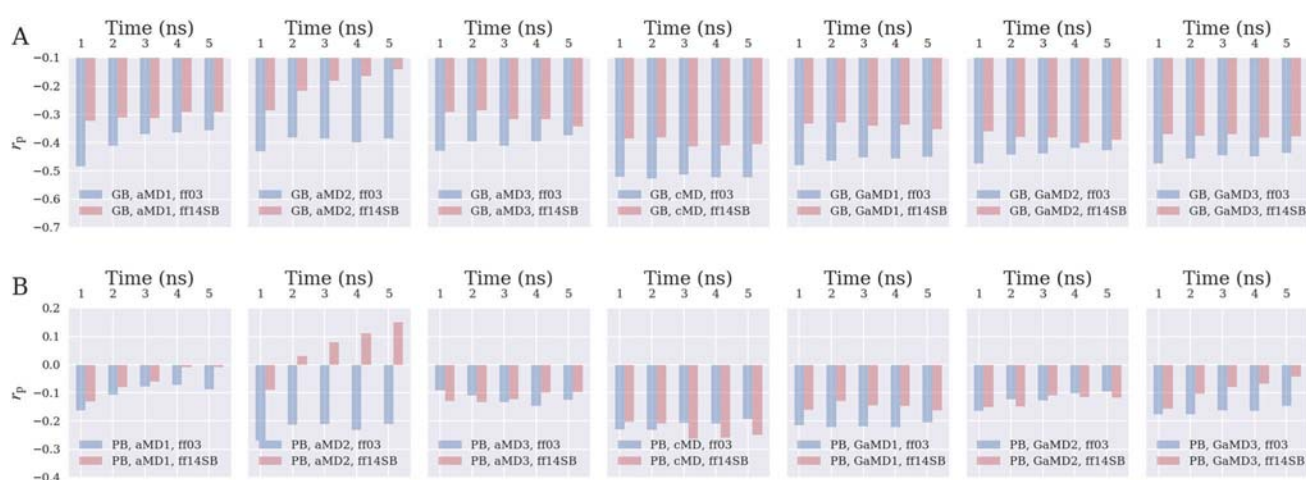 A
Time (ns) Time (ns) Time (ns) Time (ns) Time (ns) Time (ns) Time (ns)
1 2 3 4 5 1 2 3 4 5 1 2 3 4 5 1 2 3 4 5 1 2 3 4 5 1 2 3 4 5 1 2 3 4 5
−0.1
−0.2
−0.3
−0.4
−0.5
−0.6
−0.7
rp
GB, aMD1, ff03 GB, aMD2, ff03 GB, aMD3, ff03 GB, cMD, ff03 GB, GaMD1, ff03 GB, GaMD2, ff03 GB, GaMD3, ff03
GB, aMD1, ff14SB GB, aMD2, ff14SB GB, aMD3, ff14SB GB, cMD, ff14SB GB, GaMD1, ff14SB GB, GaMD2, ff14SB GB, GaMD3, ff14SB
B
Time (ns) Time (ns) Time (ns) Time (ns) Time (ns) Time (ns) Time (ns)
1 2 3 4 5 1 2 3 4 5 1 2 3 4 5 1 2 3 4 5 1 2 3 4 5 1 2 3 4 5 1 2 3 4 5
0.2
0.1
0.0
−0.1
−0.2
−0.3
−0.4
rp
PB, aMD1, ff03 PB, aMD2, ff03 PB, aMD3, ff03 PB, cMD, ff03 PB, GaMD1, ff03 PB, GaMD2, ff03 PB, GaMD3, ff03
PB, aMD1, ff14SB PB, aMD2, ff14SB PB, aMD3, ff14SB PB, cMD, ff14SB PB, GaMD1, ff14SB PB, GaMD2, ff14SB PB, GaMD3, ff14SB